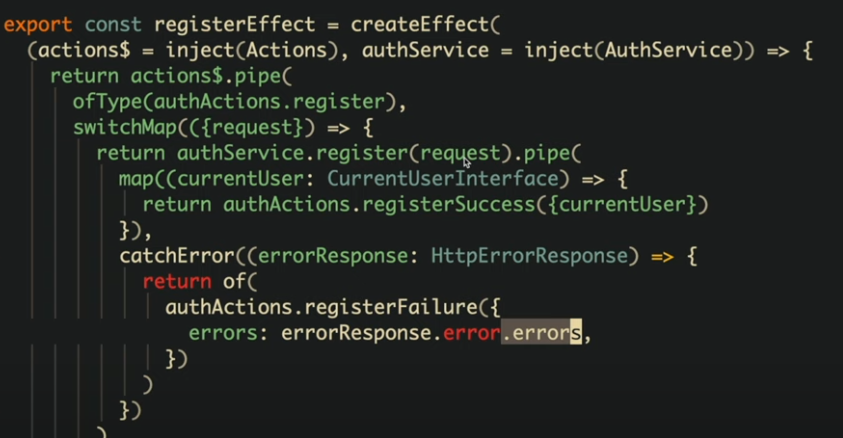 export const registerEffect = createEffect(
(actions$ = inject(Actions), authService = inject(AuthService)) => {
return actions$.pipe(
ofType(authActions.register),
switchMap(({request}) => {
return authService.register(request).pipe(
map((currentUser: CurrentUserInterface) => {
return authActions.registerSuccess({currentUser})
}),
catchError((errorResponse: HttpErrorResponse) => {
return of(
authActions.registerFailure({
errors: errorResponse.error.errors,
})
)
})
)